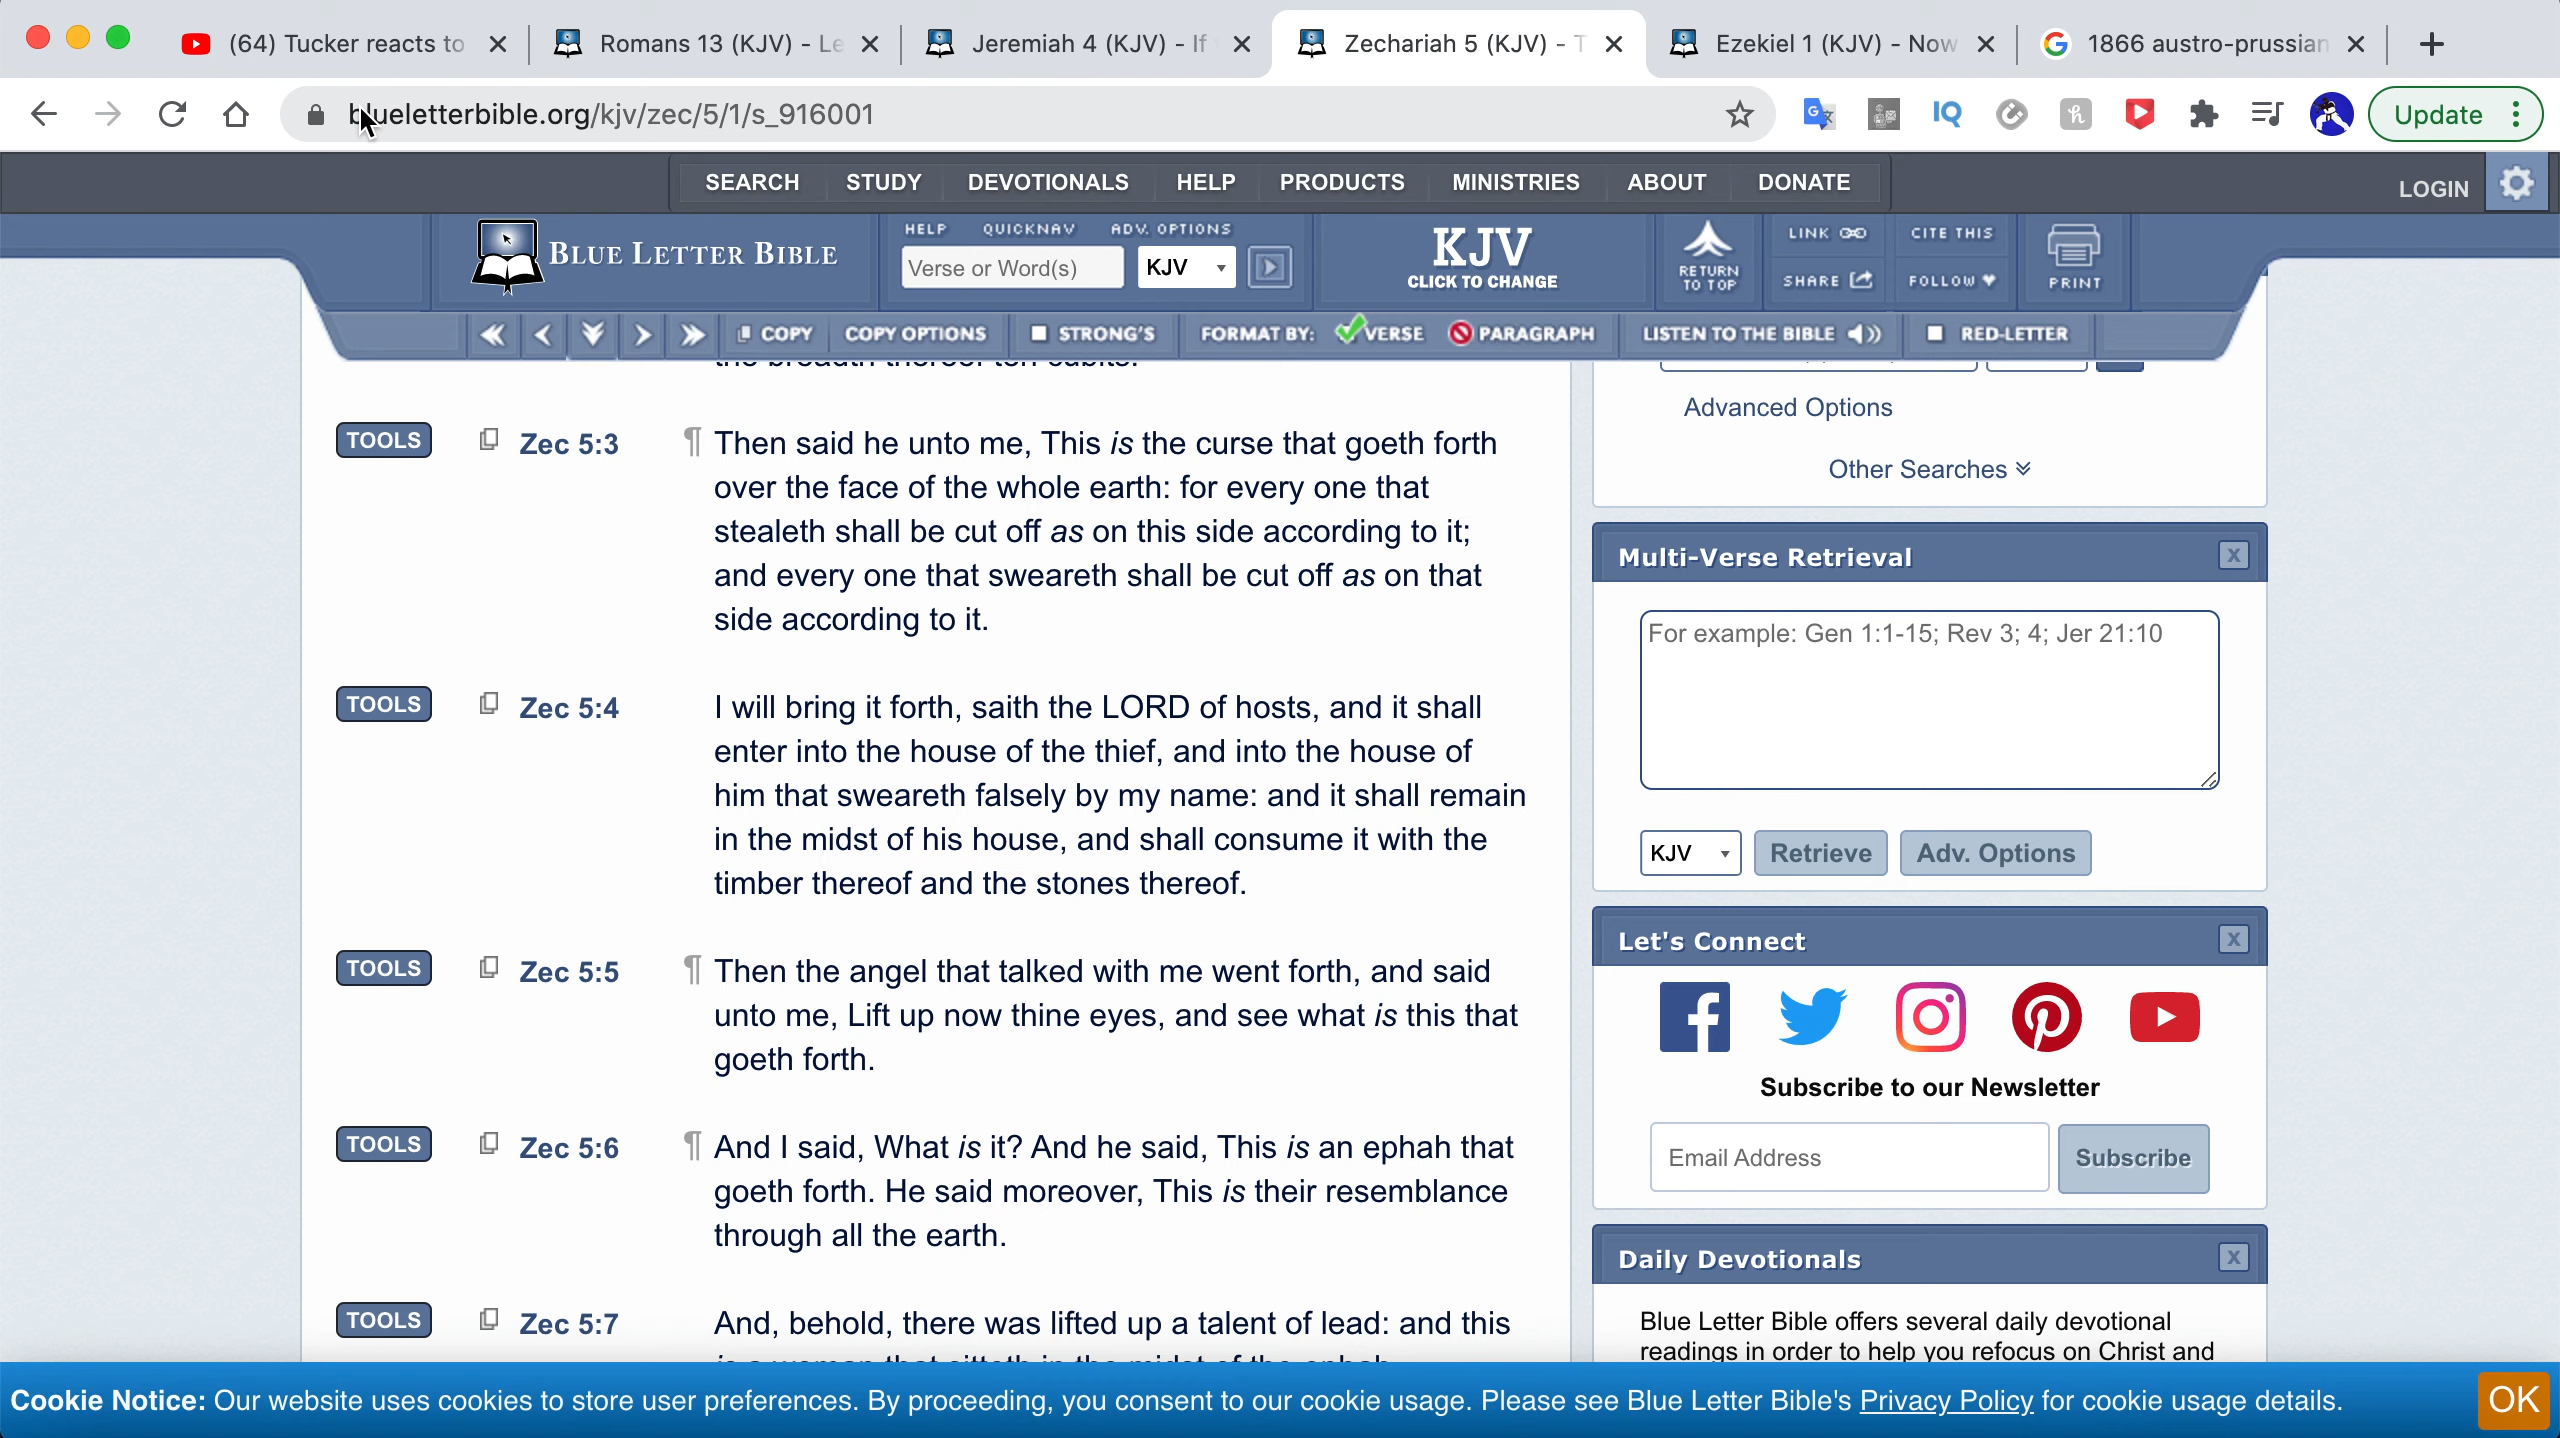 (64) Tucker reacts to
Romans 13 (KJV) - Le
Jeremiah 4 (KJV) - If
Zechariah 5 (KJV) - T
Ezekiel 1 (KJV) - Now
1866 austro-prussian
blueletterbible.org/kjv/zec/5/1/s_916001
IQ
Update
SEARCH STUDY DEVOTIONALS HELP PRODUCTS MINISTRIES ABOUT DONATE
LOGIN
BLUE LETTER BIBLE
HELP QUICKNAV ADV. OPTIONS
Verse or Word(s)
KJV
KJV
CLICK TO CHANGE
RETURN
TO TOP
LINK
CITE THIS
SHARE
FOLLOW
PRINT
COPY COPY OPTIONS STRONG'S FORMAT BY: VERSE PARAGRAPH LISTEN TO THE BIBLE RED-LETTER
the breadth thereof ten cubits.
TOOLS Zec 5:3 ¶ Then said he unto me, This is the curse that goeth forth
over the face of the whole earth: for every one that
stealeth shall be cut off as on this side according to it;
and every one that sweareth shall be cut off as on that
side according to it.
TOOLS Zec 5:4 I will bring it forth, saith the LORD of hosts, and it shall
enter into the house of the thief, and into the house of
him that sweareth falsely by my name: and it shall remain
in the midst of his house, and shall consume it with the
timber thereof and the stones thereof.
TOOLS Zec 5:5 ¶ Then the angel that talked with me went forth, and said
unto me, Lift up now thine eyes, and see what is this that
goeth forth.
TOOLS Zec 5:6 ¶ And I said, What is it? And he said, This is an ephah that
goeth forth. He said moreover, This is their resemblance
through all the earth.
TOOLS Zec 5:7 And, behold, there was lifted up a talent of lead: and this
is a woman that sitteth in the midst of the ephah.
Advanced Options
Other Searches
Multi-Verse Retrieval
X
For example: Gen 1:1-15; Rev 3; 4; Jer 21:10
KJV
Retrieve
Adv. Options
Let's Connect
X
Subscribe to our Newsletter
Email Address
Subscribe
Daily Devotionals
X
Blue Letter Bible offers several daily devotional
readings in order to help you refocus on Christ and
Cookie Notice: Our website uses cookies to store user preferences. By proceeding, you consent to our cookie usage. Please see Blue Letter Bible's Privacy Policy for cookie usage details.
OK